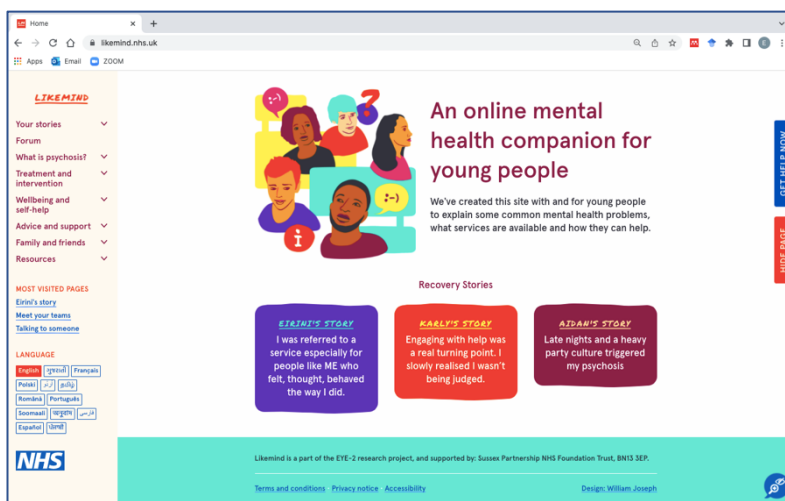 Home
likemind.nhs.uk
Apps Email ZOOM
LIKEMIND
Your stories
Forum
What is psychosis?
Treatment and
intervention
Wellbeing and
self-help
Advice and support
Family and friends
Resources
MOST VISITED PAGES
Eirini's story
Meet your teams
Talking to someone
LANGUAGE
English ગુજરાતી Français
Polski اردو தமிழ்
Română Português
Soomaali فارسی
Español ਪੰਜਾਬੀ
NHS
:-)
?
:-)
i
An online mental
health companion for
young people
We've created this site with and for young people
to explain some common mental health problems,
what services are available and how they can help.
Recovery Stories
EIRINI'S STORY
I was referred to a
service especially for
people like ME who
felt, thought, behaved
the way I did.
KARLY'S STORY
Engaging with help was
a real turning point. I
slowly realised I wasn't
being judged.
AIDAN'S STORY
Late nights and a heavy
party culture triggered
my psychosis
Likemind is a part of the EYE-2 research project, and supported by: Sussex Partnership NHS Foundation Trust, BN13 3EP.
Terms and conditions Privacy notice Accessibility
Design: William Joseph
GET HELP NOW
HIDE PAGE
E